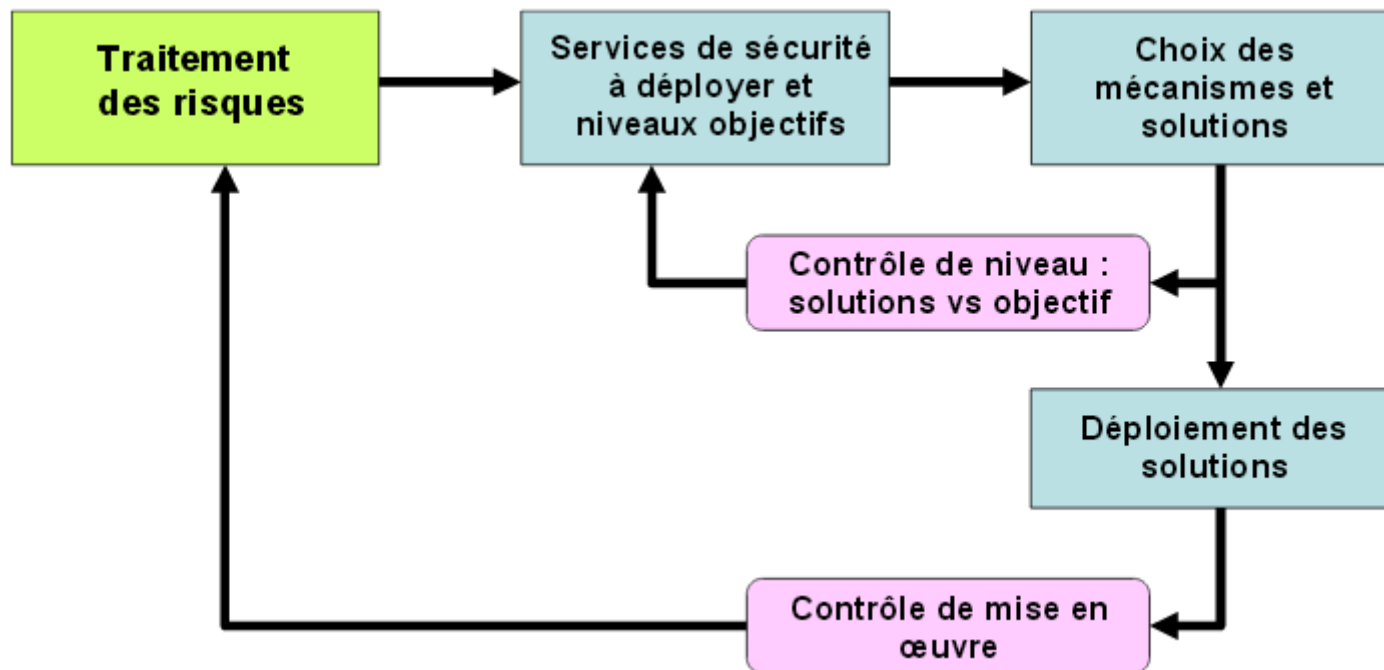 Traitement
des risques
Services de sécurité
à déployer et
niveaux objectifs
Choix des
mécanismes et
solutions
Contrôle de niveau :
solutions vs objectif
Déploiement des
solutions
Contrôle de mise en
œuvre